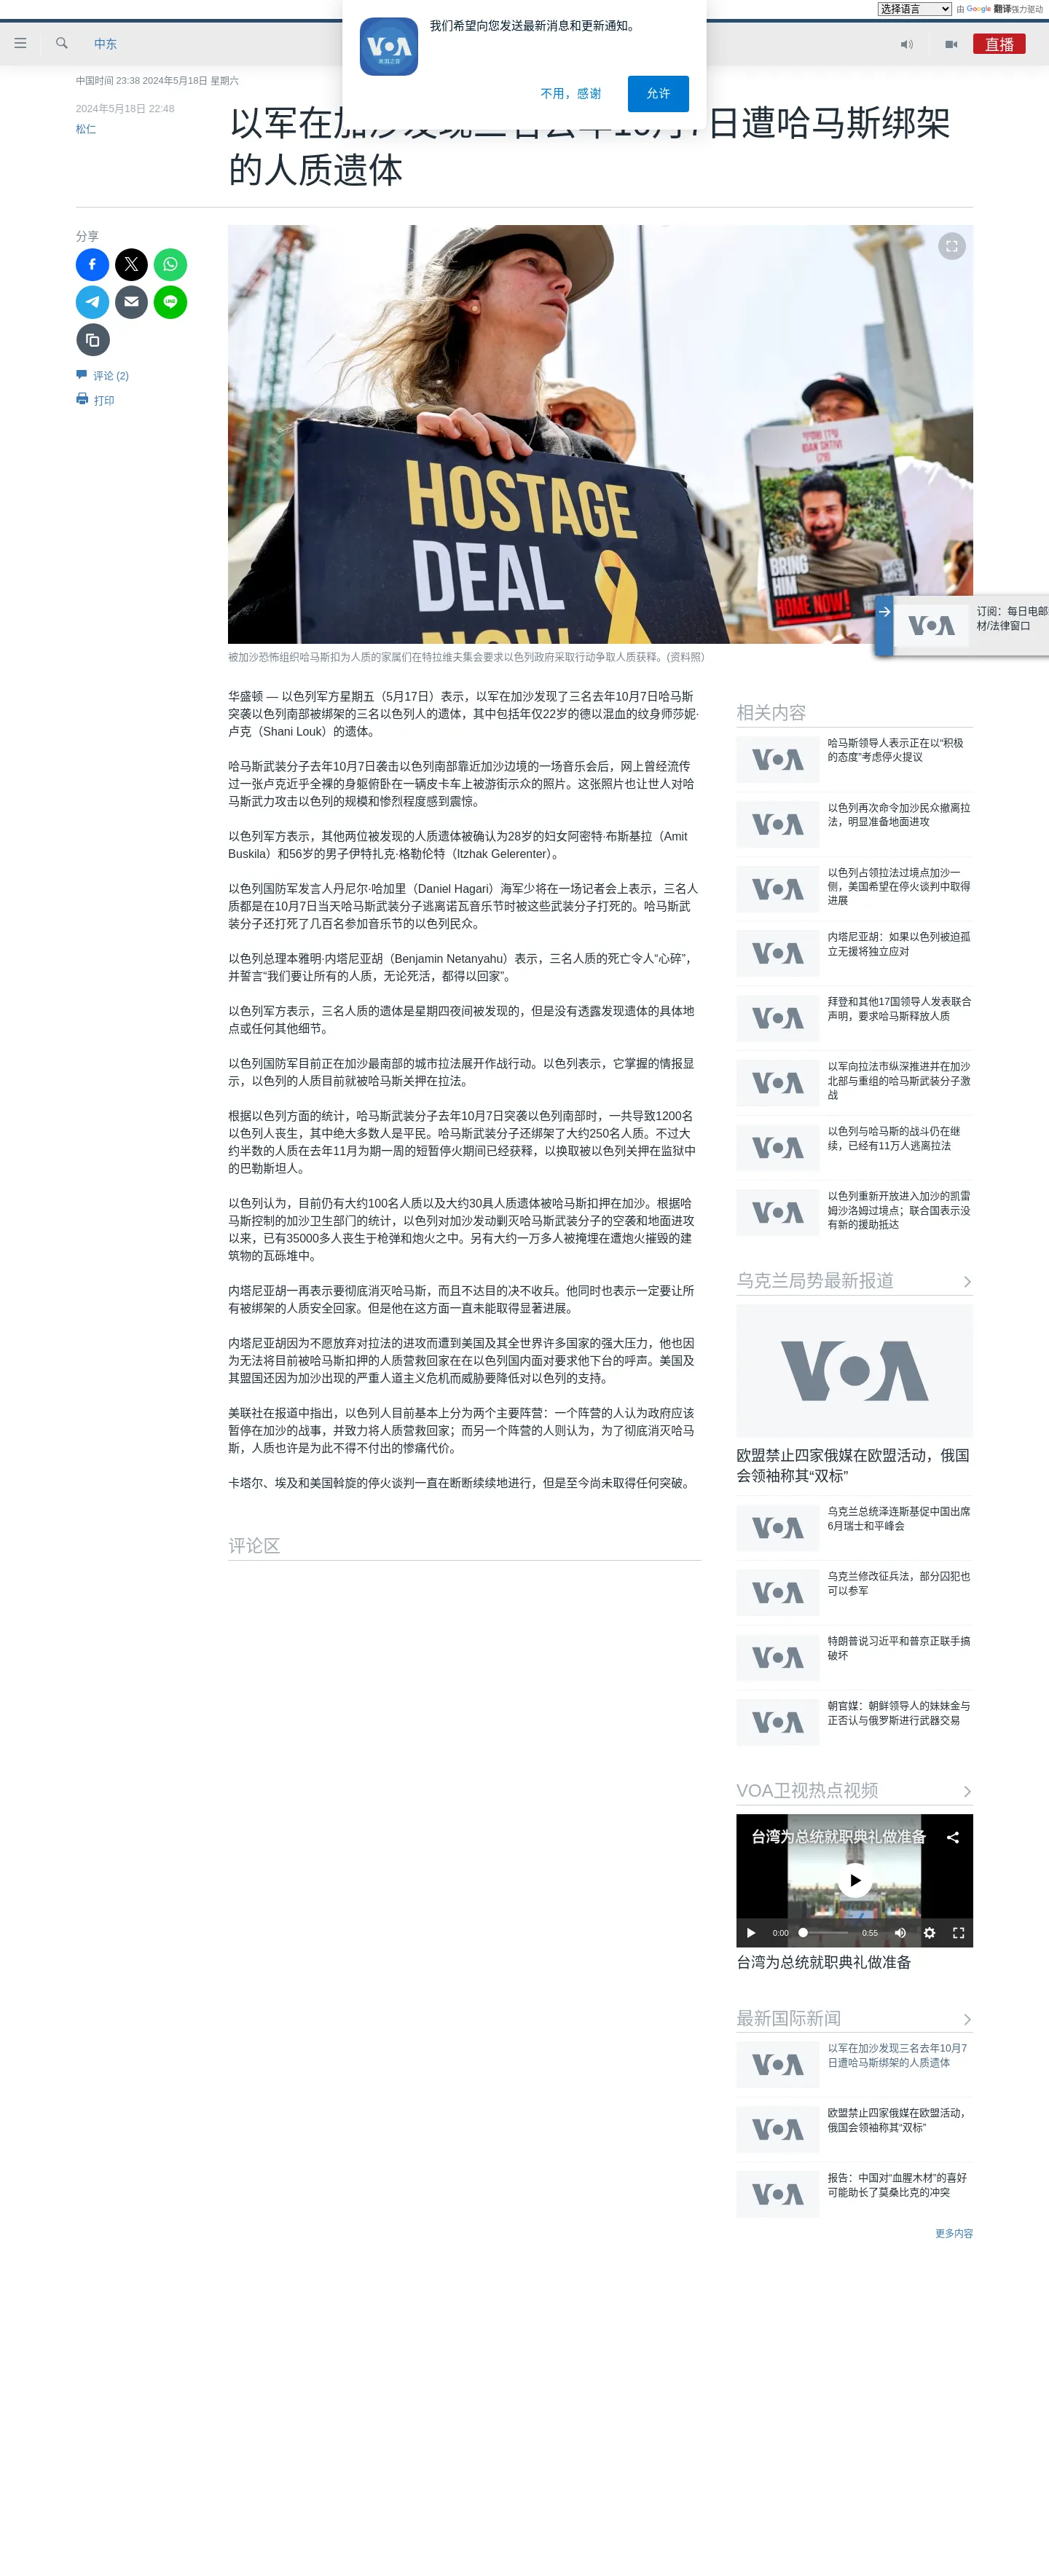 选择语言
由 Google 翻译强力驱动
中东
直播
VOA
美国之音
我们希望向您发送最新消息和更新通知。
不用，感谢
允许
中国时间 23:38 2024年5月18日 星期六
2024年5月18日 22:48
松仁
日遭哈马斯绑架
的人质遗体
分享
评论 (2)
打印
HOSTAGE
DEAL
NOW
IDAN SHTIVI
BRING
HIM
HOME NOW!
被加沙恐怖组织哈马斯扣为人质的家属们在特拉维夫集会要求以色列政府采取行动争取人质获释。(资料照)
VOA
订阅：每日电邮
材/法律窗口
华盛顿 — 以色列军方星期五（5月17日）表示，以军在加沙发现了三名去年10月7日哈马斯
突袭以色列南部被绑架的三名以色列人的遗体，其中包括年仅22岁的德以混血的纹身师莎妮·
卢克（Shani Louk）的遗体。
哈马斯武装分子去年10月7日袭击以色列南部靠近加沙边境的一场音乐会后，网上曾经流传
过一张卢克近乎全裸的身躯俯卧在一辆皮卡车上被游街示众的照片。这张照片也让世人对哈
马斯武力攻击以色列的规模和惨烈程度感到震惊。
以色列军方表示，其他两位被发现的人质遗体被确认为28岁的妇女阿密特·布斯基拉（Amit
Buskila）和56岁的男子伊特扎克·格勒伦特（Itzhak Gelerenter）。
以色列国防军发言人丹尼尔·哈加里（Daniel Hagari）海军少将在一场记者会上表示，三名人
质都是在10月7日当天哈马斯武装分子逃离诺瓦音乐节时被这些武装分子打死的。哈马斯武
装分子还打死了几百名参加音乐节的以色列民众。
以色列总理本雅明·内塔尼亚胡（Benjamin Netanyahu）表示，三名人质的死亡令人“心碎”，
并誓言“我们要让所有的人质，无论死活，都得以回家”。
以色列军方表示，三名人质的遗体是星期四夜间被发现的，但是没有透露发现遗体的具体地
点或任何其他细节。
以色列国防军目前正在加沙最南部的城市拉法展开作战行动。以色列表示，它掌握的情报显
示，以色列的人质目前就被哈马斯关押在拉法。
根据以色列方面的统计，哈马斯武装分子去年10月7日突袭以色列南部时，一共导致1200名
以色列人丧生，其中绝大多数人是平民。哈马斯武装分子还绑架了大约250名人质。不过大
约半数的人质在去年11月为期一周的短暂停火期间已经获释，以换取被以色列关押在监狱中
的巴勒斯坦人。
以色列认为，目前仍有大约100名人质以及大约30具人质遗体被哈马斯扣押在加沙。根据哈
马斯控制的加沙卫生部门的统计，以色列对加沙发动剿灭哈马斯武装分子的空袭和地面进攻
以来，已有35000多人丧生于枪弹和炮火之中。另有大约一万多人被掩埋在遭炮火摧毁的建
筑物的瓦砾堆中。
内塔尼亚胡一再表示要彻底消灭哈马斯，而且不达目的决不收兵。他同时也表示一定要让所
有被绑架的人质安全回家。但是他在这方面一直未能取得显著进展。
内塔尼亚胡因为不愿放弃对拉法的进攻而遭到美国及其全世界许多国家的强大压力，他也因
为无法将目前被哈马斯扣押的人质营救回家在在以色列国内面对要求他下台的呼声。美国及
其盟国还因为加沙出现的严重人道主义危机而威胁要降低对以色列的支持。
美联社在报道中指出，以色列人目前基本上分为两个主要阵营：一个阵营的人认为政府应该
暂停在加沙的战事，并致力将人质营救回家；而另一个阵营的人则认为，为了彻底消灭哈马
斯，人质也许是为此不得不付出的惨痛代价。
卡塔尔、埃及和美国斡旋的停火谈判一直在断断续续地进行，但是至今尚未取得任何突破。
评论区
相关内容
VOA
哈马斯领导人表示正在以“积极
的态度”考虑停火提议
VOA
以色列再次命令加沙民众撤离拉
法，明显准备地面进攻
VOA
以色列占领拉法过境点加沙一
侧，美国希望在停火谈判中取得
进展
VOA
内塔尼亚胡：如果以色列被迫孤
立无援将独立应对
VOA
拜登和其他17国领导人发表联合
声明，要求哈马斯释放人质
VOA
以军向拉法市纵深推进并在加沙
北部与重组的哈马斯武装分子激
战
VOA
以色列与哈马斯的战斗仍在继
续，已经有11万人逃离拉法
VOA
以色列重新开放进入加沙的凯雷
姆沙洛姆过境点；联合国表示没
有新的援助抵达
乌克兰局势最新报道
VOA
欧盟禁止四家俄媒在欧盟活动，俄国
会领袖称其“双标”
VOA
乌克兰总统泽连斯基促中国出席
6月瑞士和平峰会
VOA
乌克兰修改征兵法，部分囚犯也
可以参军
VOA
特朗普说习近平和普京正联手搞
破坏
VOA
朝官媒：朝鲜领导人的妹妹金与
正否认与俄罗斯进行武器交易
VOA卫视热点视频
台湾为总统就职典礼做准备
0:00
0:55
台湾为总统就职典礼做准备
最新国际新闻
VOA
以军在加沙发现三名去年10月7
日遭哈马斯绑架的人质遗体
VOA
欧盟禁止四家俄媒在欧盟活动，
俄国会领袖称其“双标”
VOA
报告：中国对“血腥木材”的喜好
可能助长了莫桑比克的冲突
更多内容